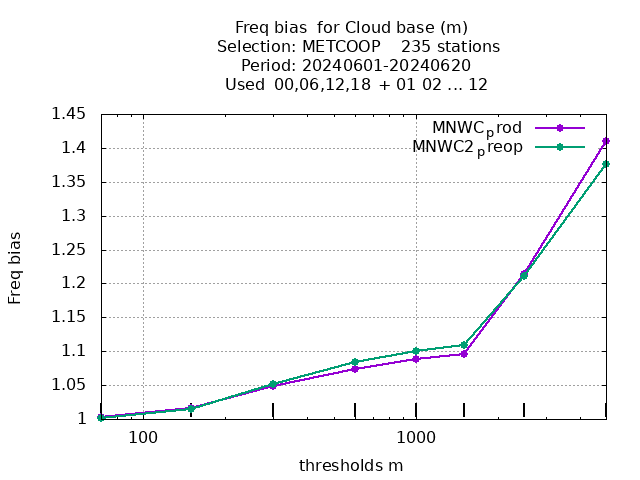 Freq bias  for Cloud base (m)
Selection: METCOOP    235 stations
Period: 20240601-20240620
Used  00,06,12,18 + 01 02 ... 12
MNWCprod
MNWC2preop
1.45
1.4
1.35
1.3
1.25
1.2
1.15
1.1
1.05
1
Freq bias
100
1000
thresholds m